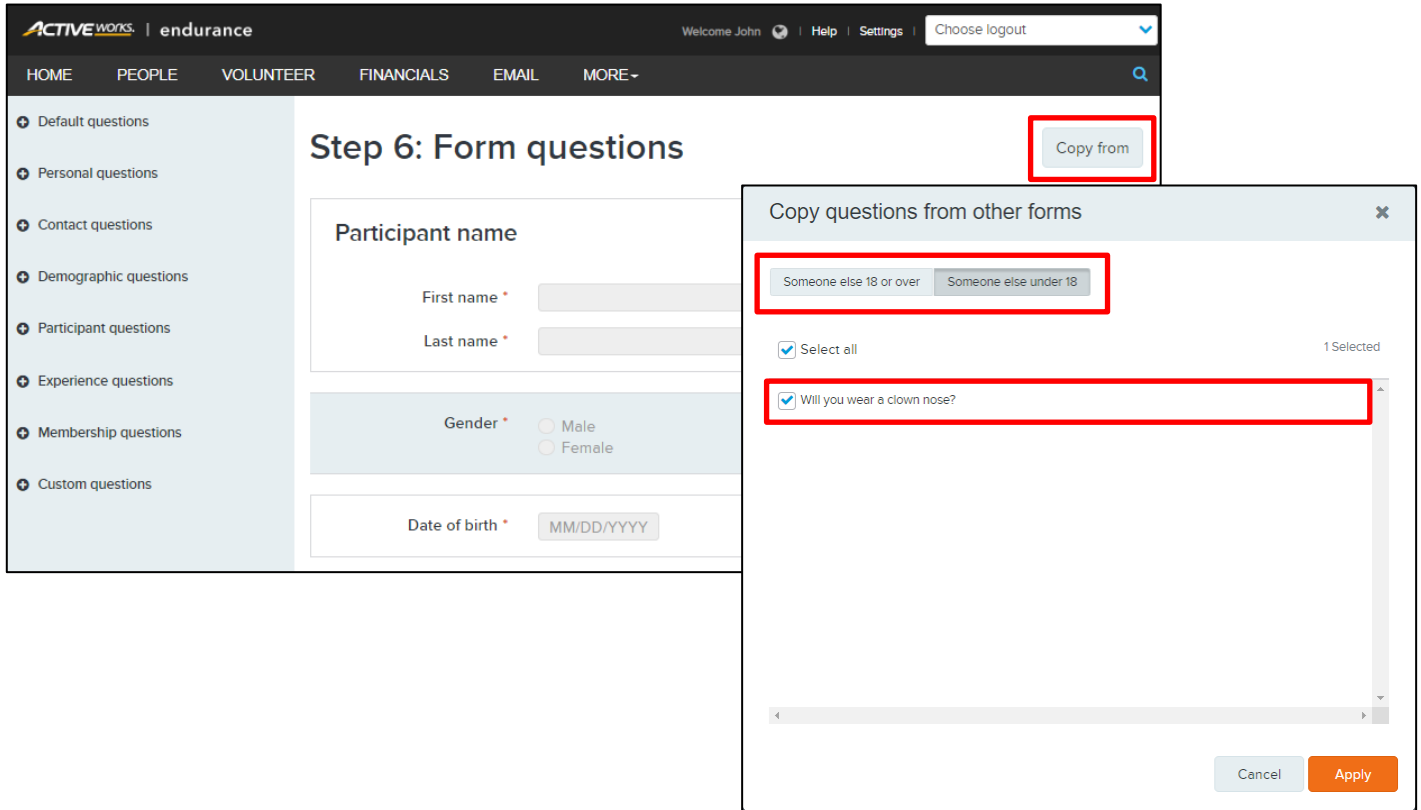 ACTIVEWORKS. | endurance
Welcome John | Help | Settings | Choose logout
HOME PEOPLE VOLUNTEER FINANCIALS EMAIL MORE
Default questions
Personal questions
Contact questions
Demographic questions
Participant questions
Experience questions
Membership questions
Custom questions
Step 6: Form questions
Copy from
Participant name
First name *
Last name *
Gender *
Male
Female
Date of birth *
MM/DD/YYYY
Copy questions from other forms
Someone else 18 or over Someone else under 18
Select all 1 Selected
Will you wear a clown nose?
Cancel Apply